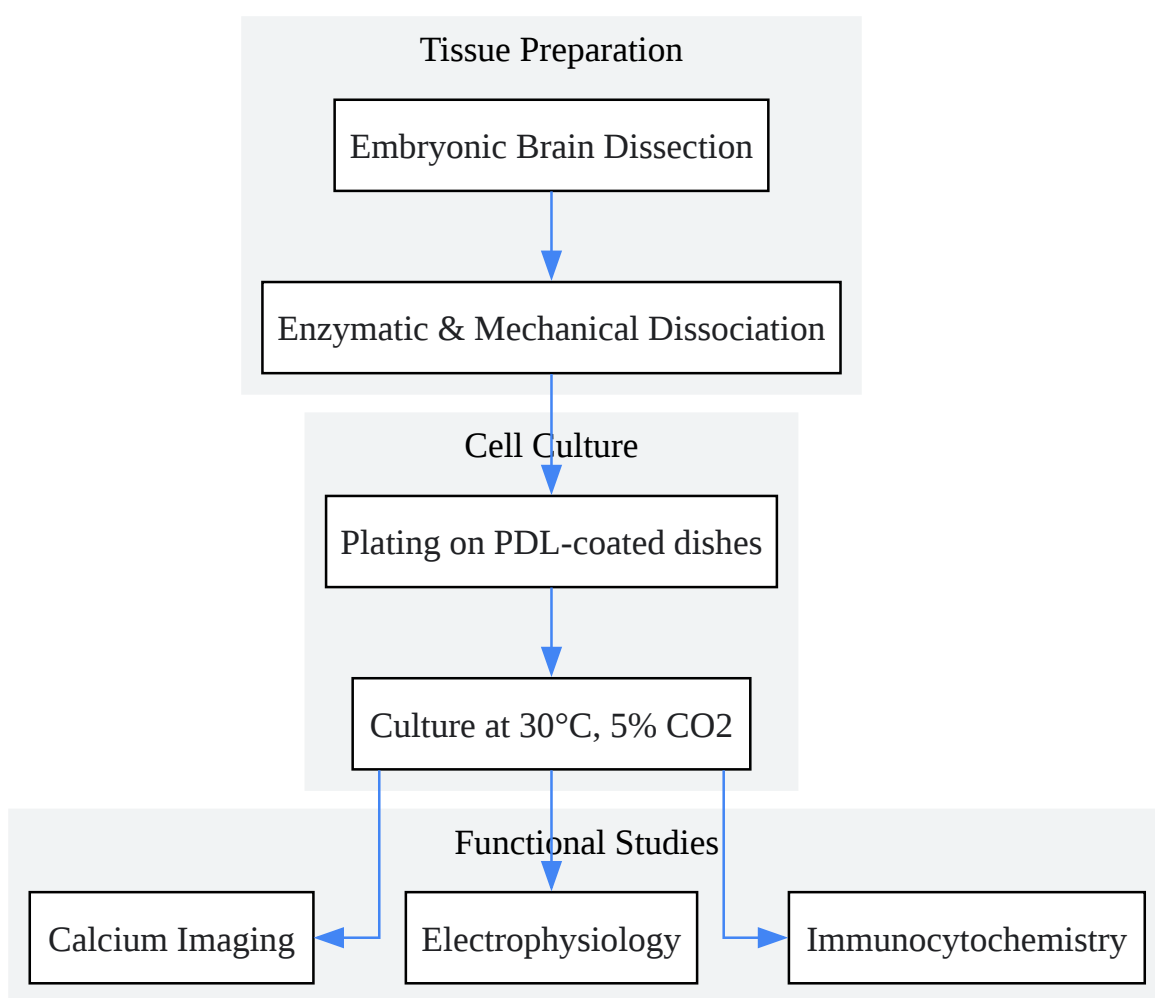 Tissue Preparation
Embryonic Brain Dissection
Enzymatic & Mechanical Dissociation
Cell Culture
Plating on PDL-coated dishes
Culture at 30°C, 5% CO2
Functional Studies
Calcium Imaging
Electrophysiology
Immunocytochemistry